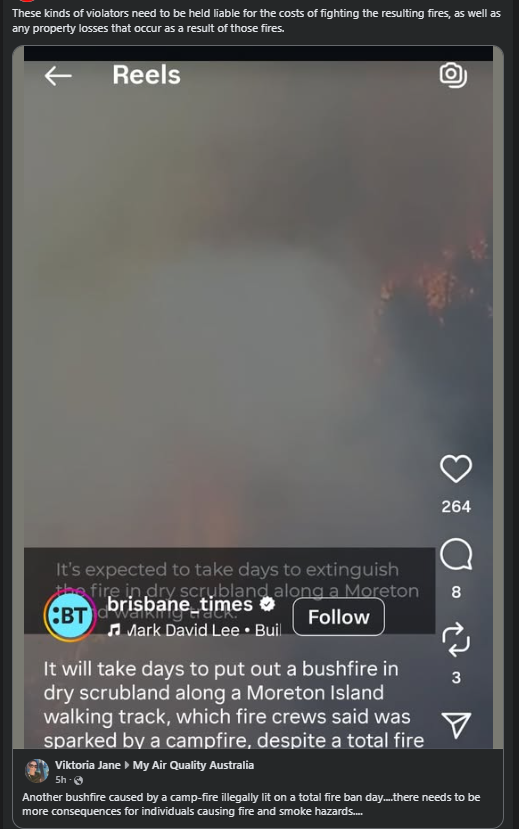 These kinds of violators need to be held liable for the costs of fighting the resulting fires, as well as
any property losses that occur as a result of those fires.
Reels
264
It's expected to take days to extinguish
the fire in dry scrubland along a Moreton
d walking track.
:BT
brisbane_times
Follow
Mark David Lee • Buil
8
3
It will take days to put out a bushfire in
dry scrubland along a Moreton Island
walking track, which fire crews said was
sparked by a campfire, despite a total fire
Viktoria Jane ▸ My Air Quality Australia
5h ·
Another bushfire caused by a camp-fire illegally lit on a total fire ban day....there needs to be
more consequences for individuals causing fire and smoke hazards....